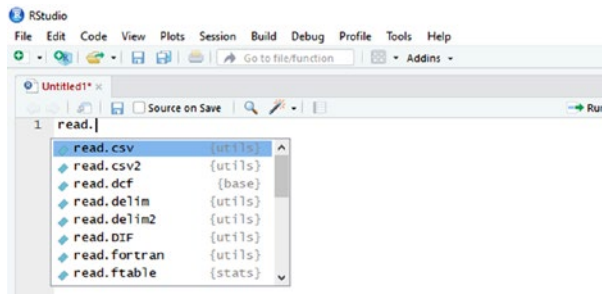 RStudio
File Edit Code View Plots Session Build Debug Profile Tools Help
Go to file/function Addins
Untitled1*
Source on Save Run
1 read.
read.csv {utils}
read.csv2 {utils}
read.dcf {base}
read.delim {utils}
read.delim2 {utils}
read.DIF {utils}
read.fortran {utils}
read.ftable {stats}